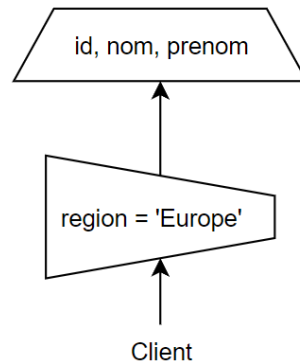 id, nom, prenom
region = 'Europe'
Client